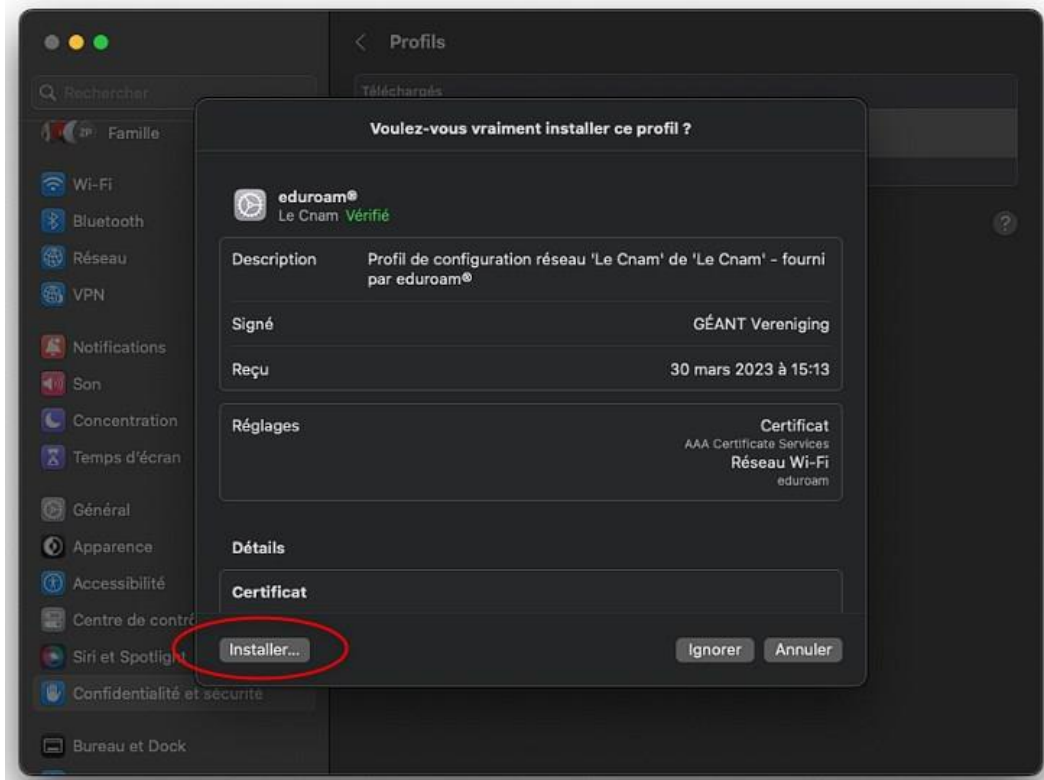 Profils
Rechercher
Téléchargés
ZP Famille
Wi-Fi
Bluetooth
Réseau
VPN
Notifications
Son
Concentration
Temps d'écran
Général
Apparence
Accessibilité
Centre de contrô
Siri et Spotlight
Confidentialité et sécurité
Bureau et Dock
Voulez-vous vraiment installer ce profil ?
eduroam®
Le Cnam Vérifié
Description Profil de configuration réseau 'Le Cnam' de 'Le Cnam' - fourni
par eduroam®
Signé GÉANT Vereniging
Reçu 30 mars 2023 à 15:13
Réglages Certificat
AAA Certificate Services
Réseau Wi-Fi
eduroam
Détails
Certificat
Installer... Ignorer Annuler
?